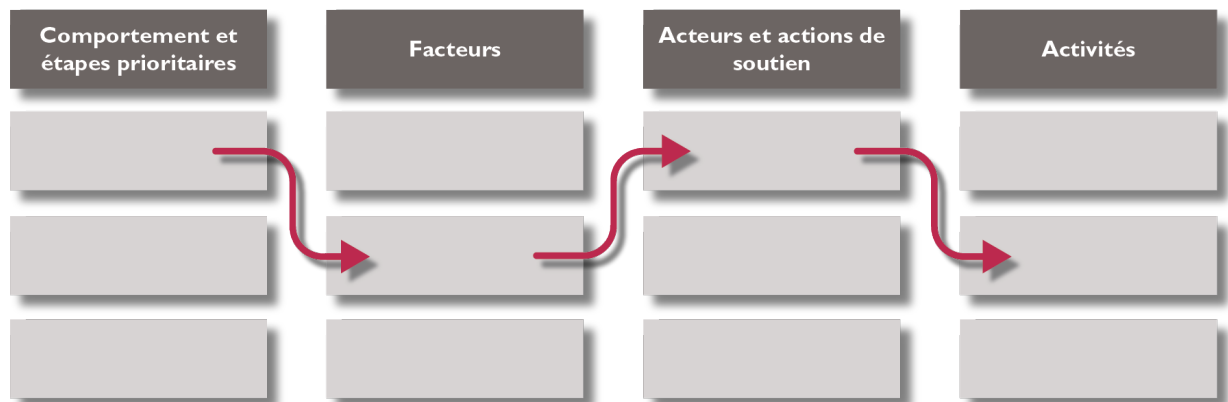 Comportement et
étapes prioritaires
Facteurs
Acteurs et actions de
soutien
Activités